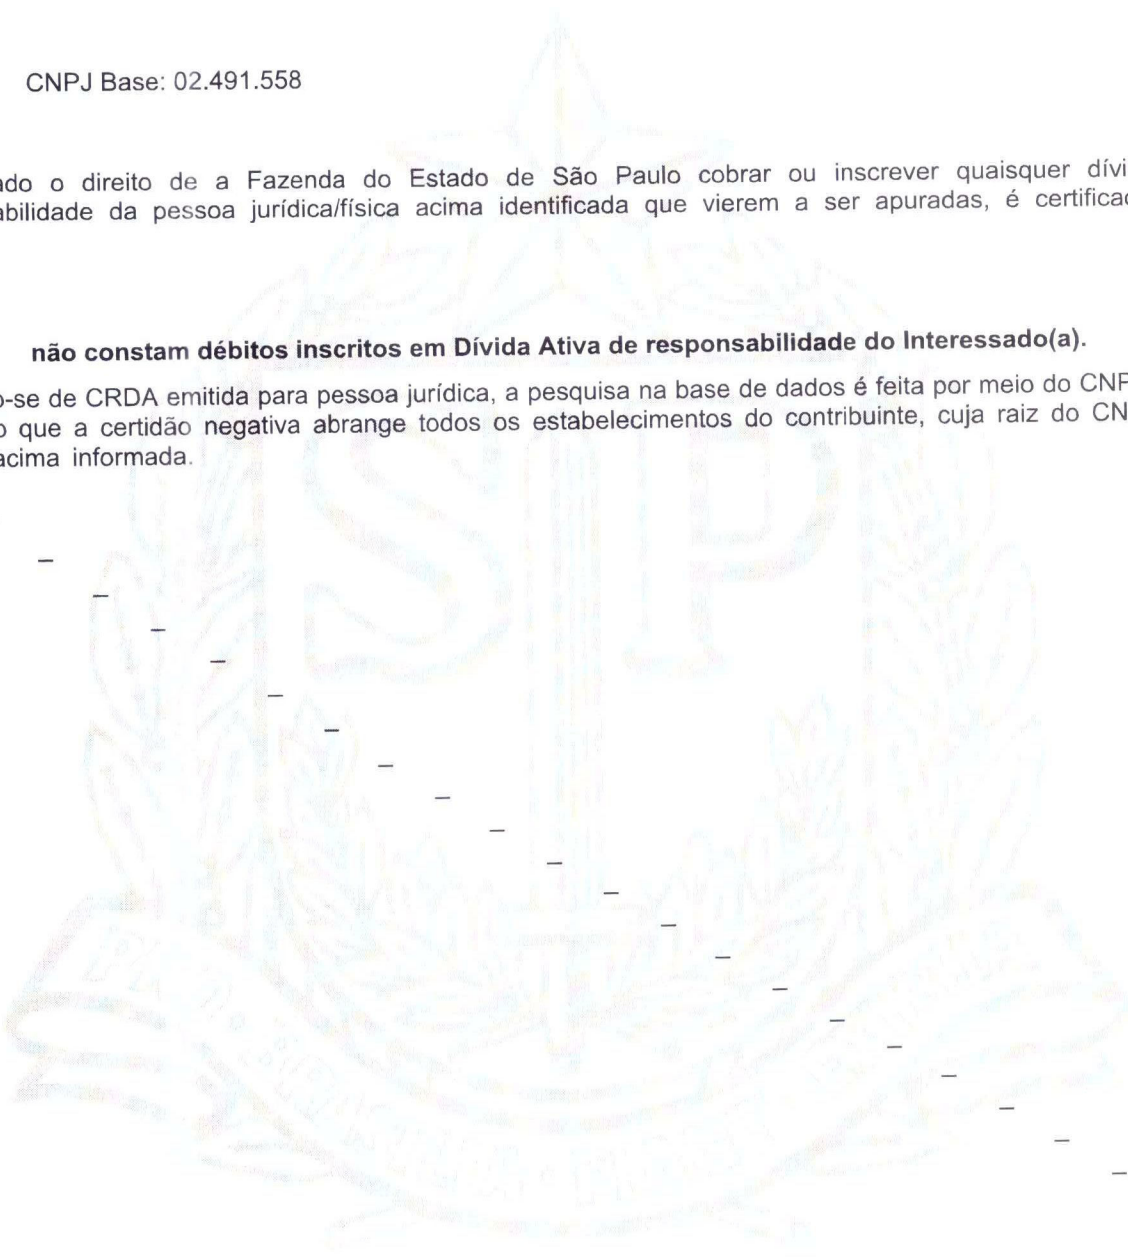 CNPJ Base: 02.491.558
ado o direito de a Fazenda do Estado de São Paulo cobrar ou inscrever quaisquer dívi
abilidade da pessoa jurídica/física acima identificada que vierem a ser apuradas, é certifica
não constam débitos inscritos em Dívida Ativa de responsabilidade do Interessado(a).
o-se de CRDA emitida para pessoa jurídica, a pesquisa na base de dados é feita por meio do CNP
o que a certidão negativa abrange todos os estabelecimentos do contribuinte, cuja raiz do CN
acima informada.
SP